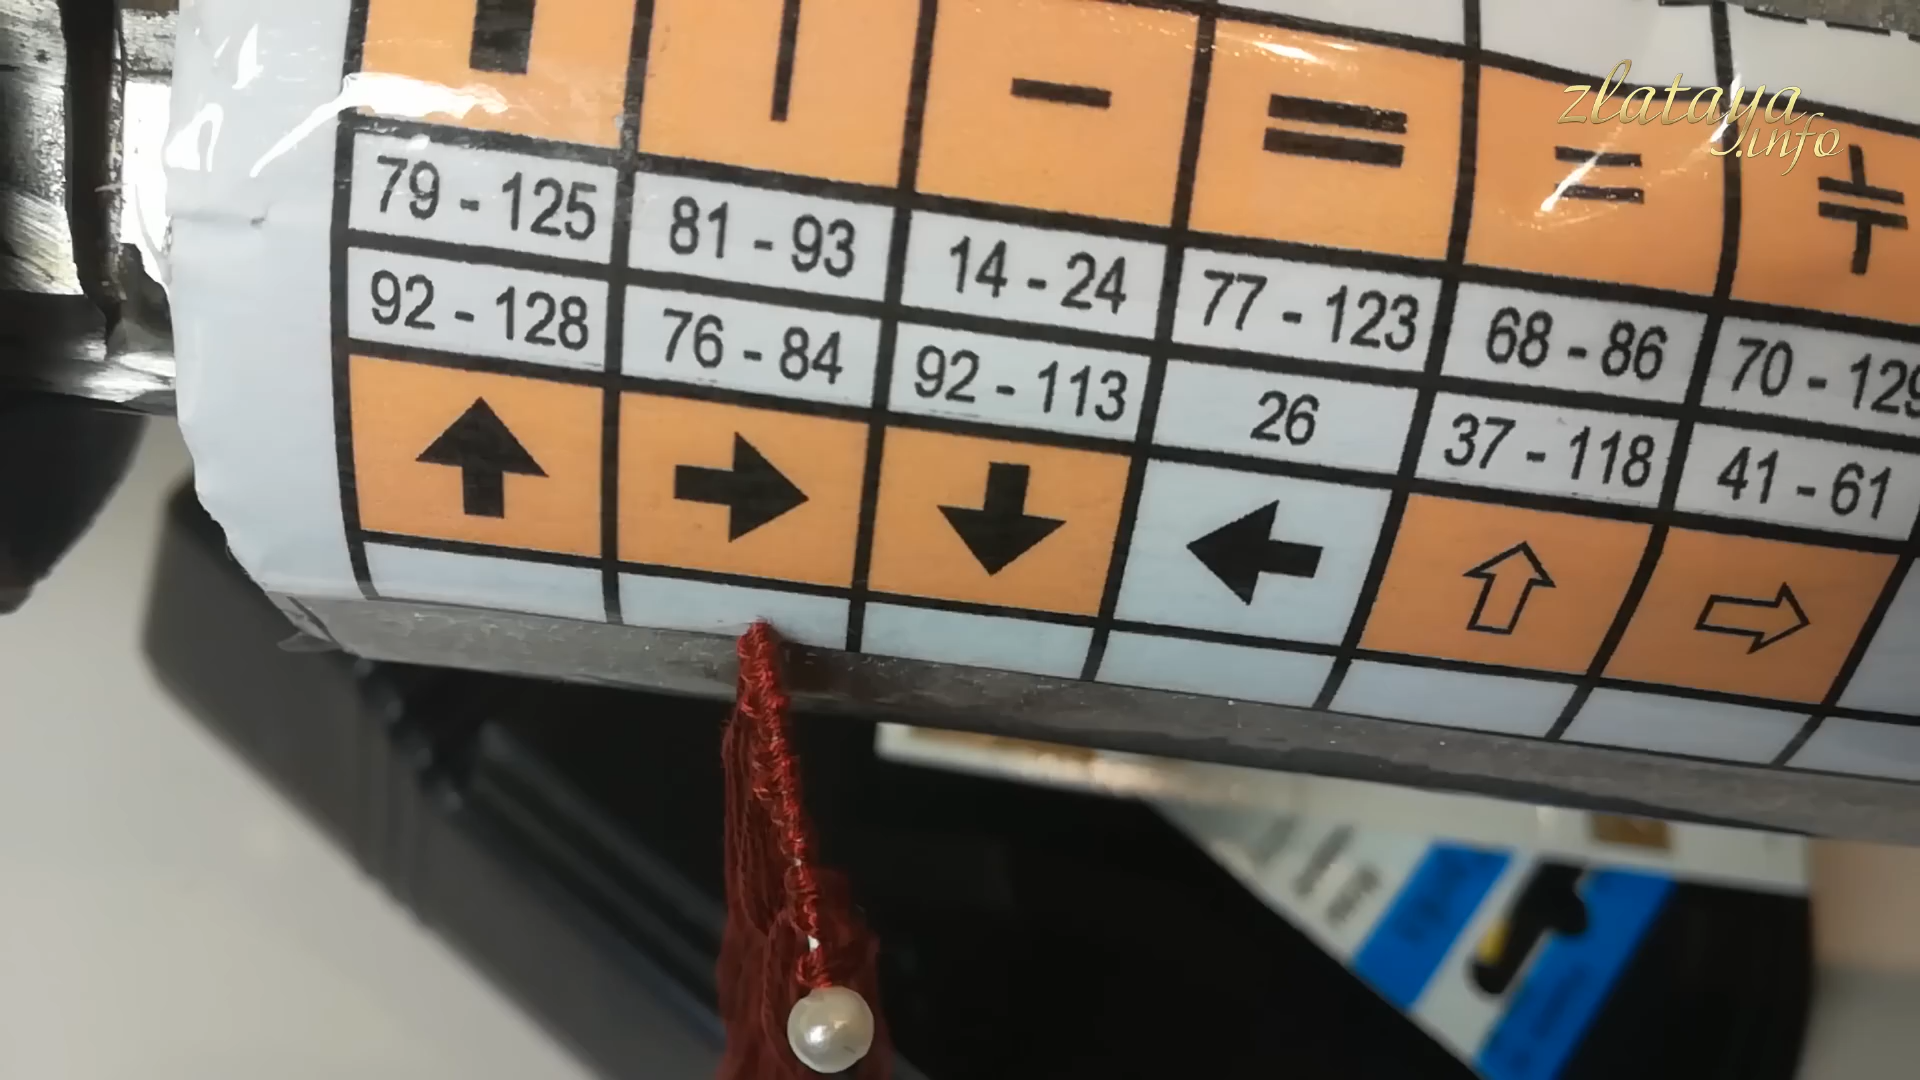 zlataya
.info
79 - 125 81 - 93 14 - 24 77 - 123 68 - 86 70 - 129
92 - 128 76 - 84 92 - 113 26 37 - 118 41 - 61